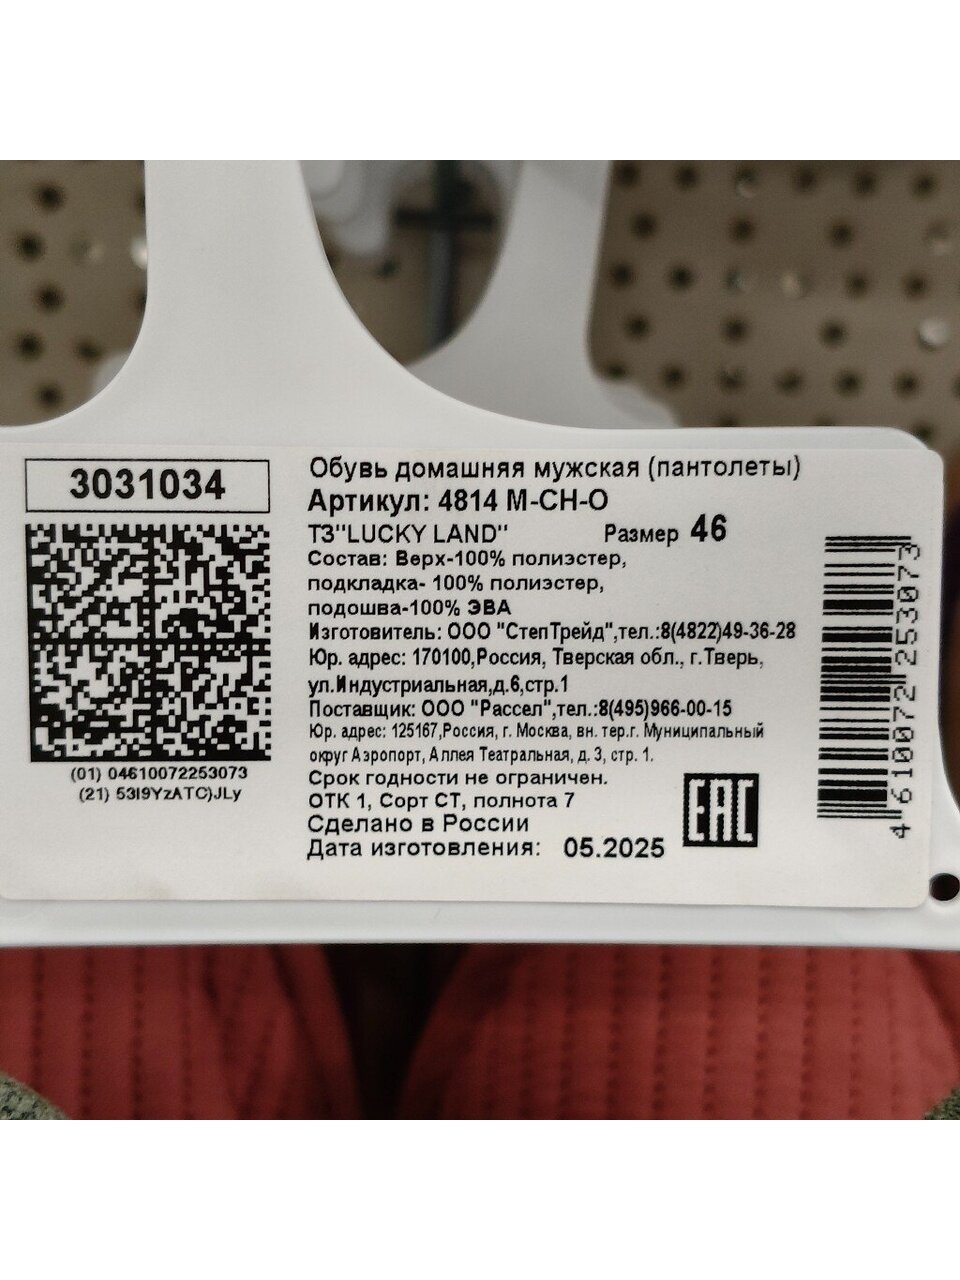 3031034
(01) 04610072253073
(21) 53I9YzATC)JLy
Обувь домашняя мужская (пантолеты)
Артикул: 4814 M-CH-O
ТЗ"LUCKY LAND" Размер 46
Состав: Верх-100% полиэстер,
подкладка- 100% полиэстер,
подошва-100% ЭВА
Изготовитель: ООО "СтепТрейд",тел.:8(4822)49-36-28
Юр. адрес: 170100,Россия, Тверская обл., г.Тверь,
ул.Индустриальная,д.6,стр.1
Поставщик: ООО "Рассел",тел.:8(495)966-00-15
Юр. адрес: 125167,Россия, г. Москва, вн. тер.г. Муниципальный
округ Аэропорт, Аллея Театральная, д. 3, стр. 1.
Срок годности не ограничен.
ОТК 1, Сорт СТ, полнота 7
Сделано в России
Дата изготовления: 05.2025
EAC
4 610072 253073